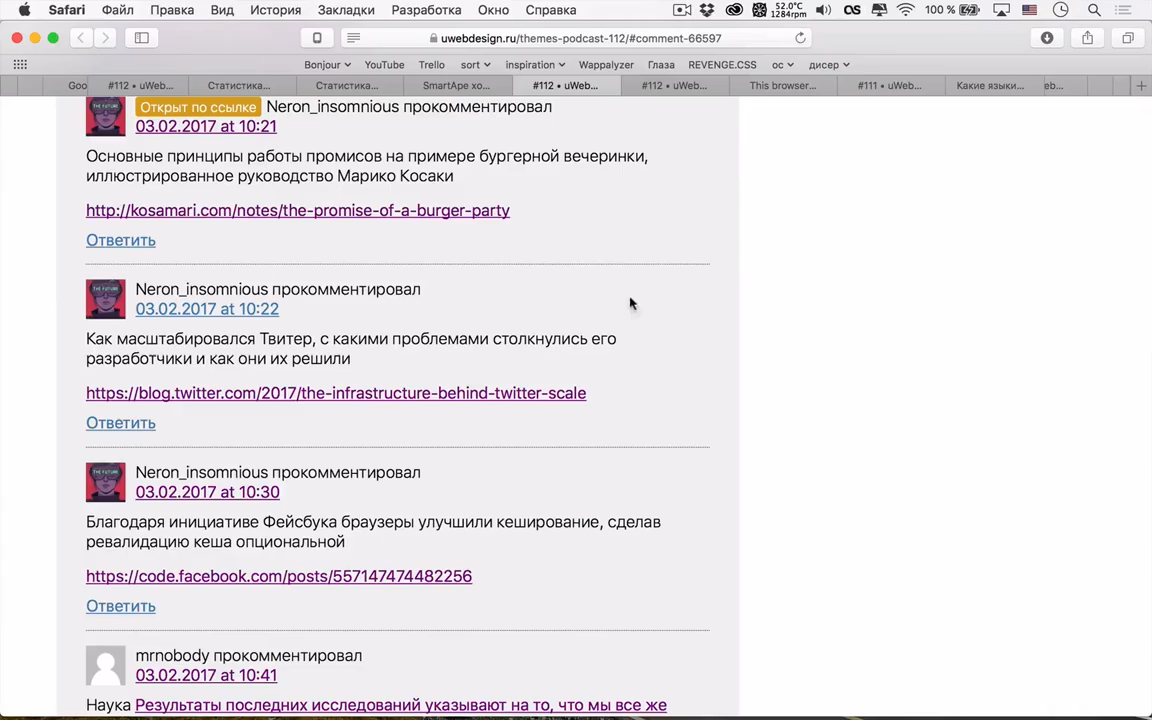 Safari Файл Правка Вид История Закладки Разработка Окно Справка 52.0°C 1284rpm 100 %
uwebdesign.ru/themes-podcast-112/#comment-66597
Bonjour YouTube Trello sort inspiration Wappalyzer Глаза REVENGE.CSS ос дисер
Goo #112 • uWeb... Статистика... Статистика... SmartApe хо... #112 • uWeb... #112 • uWeb... This browser... #111 • uWeb... Какие языки... eb...
Открыт по ссылке Neron_insomnious прокомментировал
03.02.2017 at 10:21
Основные принципы работы промисов на примере бургерной вечеринки,
иллюстрированное руководство Марико Косаки
http://kosamari.com/notes/the-promise-of-a-burger-party
Ответить
Neron_insomnious прокомментировал
03.02.2017 at 10:22
Как масштабировался Твитер, с какими проблемами столкнулись его
разработчики и как они их решили
https://blog.twitter.com/2017/the-infrastructure-behind-twitter-scale
Ответить
Neron_insomnious прокомментировал
03.02.2017 at 10:30
Благодаря инициативе Фейсбука браузеры улучшили кеширование, сделав
ревалидацию кеша опциональной
https://code.facebook.com/posts/557147474482256
Ответить
mrnobody прокомментировал
03.02.2017 at 10:41
Наука Результаты последних исследований указывают на то, что мы все же